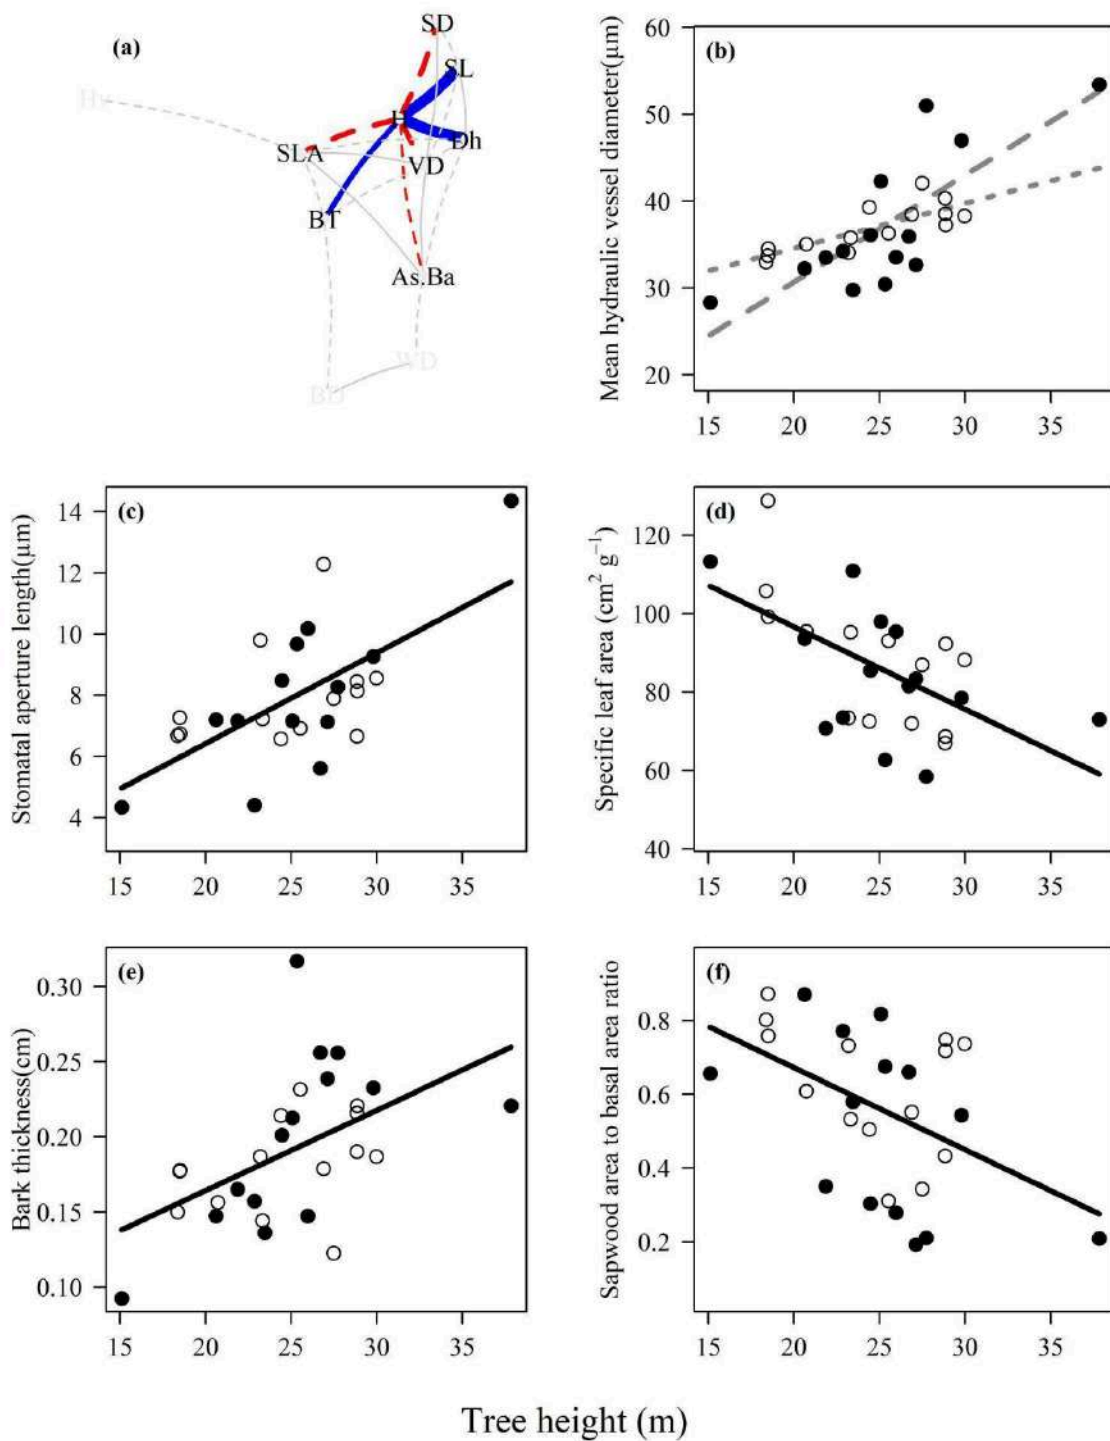 (a)
SD
SL
Hv
H
Dh
SLA
VD
BT
As.Ba
WD
BD
(b)
Mean hydraulic vessel diameter(μm)
60
50
40
30
20
15 20 25 30 35
(c)
Stomatal aperture length(μm)
14
12
10
8
6
4
15 20 25 30 35
(d)
Specific leaf area (cm² g⁻¹)
120
100
80
60
40
15 20 25 30 35
(e)
Bark thickness(cm)
0.30
0.25
0.20
0.15
0.10
15 20 25 30 35
(f)
Sapwood area to basal area ratio
0.8
0.6
0.4
0.2
15 20 25 30 35
Tree height (m)